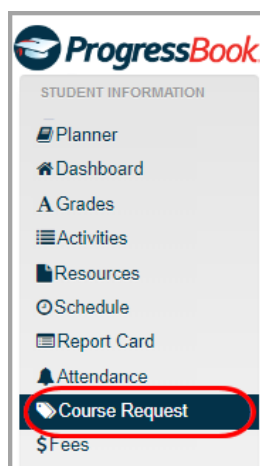 ProgressBook
STUDENT INFORMATION
Planner
Dashboard
Grades
Activities
Resources
Schedule
Report Card
Attendance
Course Request
Fees